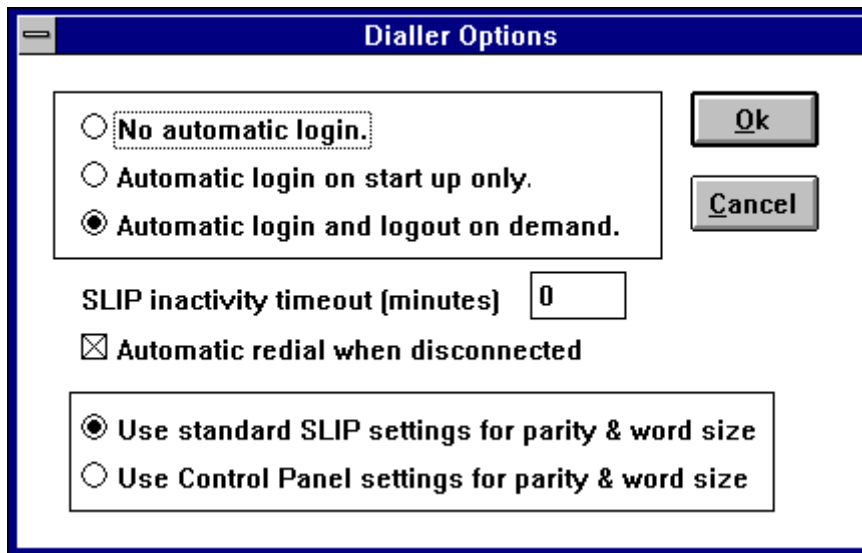 Dialler Options
No automatic login.
Ok
Automatic login on start up only.
Automatic login and logout on demand.
Cancel
SLIP inactivity timeout (minutes) 0
Automatic redial when disconnected
Use standard SLIP settings for parity & word size
Use Control Panel settings for parity & word size